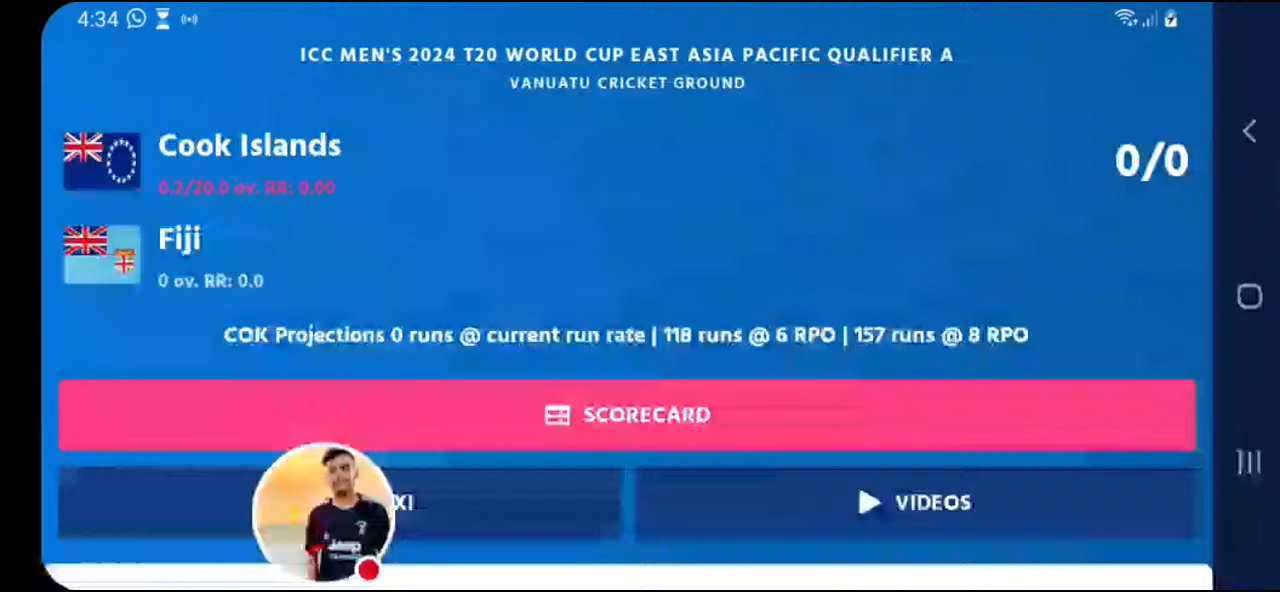 4:34
ICC MEN'S 2024 T20 WORLD CUP EAST ASIA PACIFIC QUALIFIER A
VANUATU CRICKET GROUND
Cook Islands
0/0
0.2/20.0 ov. RR: 0.00
Fiji
0 ov. RR: 0.0
COK Projections 0 runs @ current run rate | 118 runs @ 6 RPO | 157 runs @ 8 RPO
SCORECARD
XI
VIDEOS
Jeep